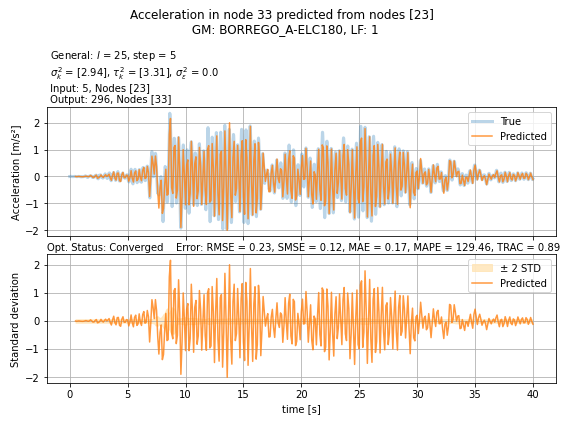 Acceleration in node 33 predicted from nodes [23]
GM: BORREGO_A-ELC180, LF: 1
General: l = 25, step = 5
σ²ₖ = [2.94], τ²ₖ = [3.31], σ²ε = 0.0
Input: 5, Nodes [23]
Output: 296, Nodes [33]
Acceleration [m/s²]
2
1
0
−1
−2
True
Predicted
Opt. Status: Converged Error: RMSE = 0.23, SMSE = 0.12, MAE = 0.17, MAPE = 129.46, TRAC = 0.89
Standard deviation
2
1
0
−1
−2
± 2 STD
Predicted
0 5 10 15 20 25 30 35 40
time [s]